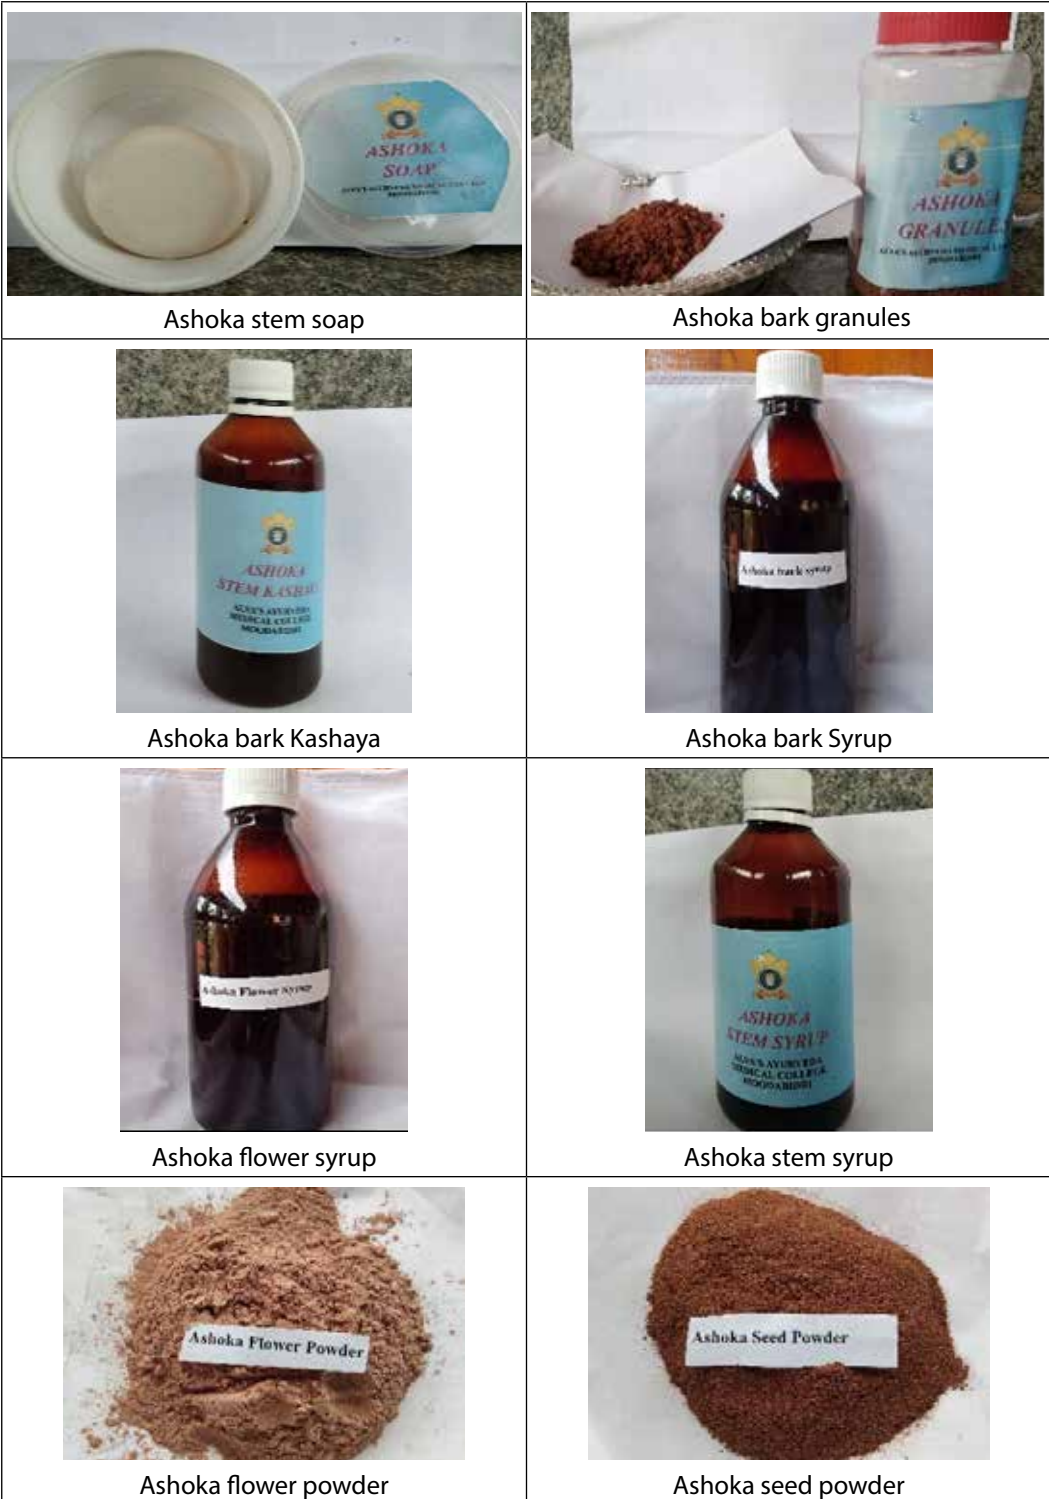 ASHOKA
SOAP
ASHOKA
GRANULES
Ashoka stem soap
Ashoka bark granules
ASHOKA
STEM KASHAY
ALVA'S AYURVEDA
MEDICAL COLLEGE
MOODABIDRI
Ashoka bark syrup
Ashoka bark Kashaya
Ashoka bark Syrup
Ashoka Flower Syrup
ASHOKA
STEM SYRUP
ALVA'S AYURVEDA
MEDICAL COLLEGE
MOODABIDRI
Ashoka flower syrup
Ashoka stem syrup
Ashoka Flower Powder
Ashoka Seed Powder
Ashoka flower powder
Ashoka seed powder